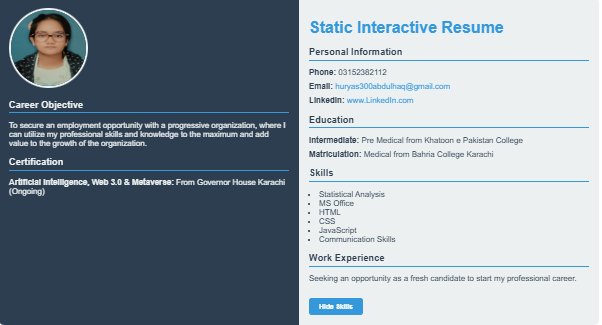 Career Objective
To secure an employment opportunity with a progressive organization, where I
can utilize my professional skills and knowledge to the maximum and add
value to the growth of the organization.
Certification
Artificial Intelligence, Web 3.0 & Metaverse: From Governor House Karachi
(Ongoing)
Static Interactive Resume
Personal Information
Phone: 03152382112
Email: huryas300abdulhaq@gmail.com
LinkedIn: www.LinkedIn.com
Education
Intermediate: Pre Medical from Khatoon e Pakistan College
Matriculation: Medical from Bahria College Karachi
Skills
Statistical Analysis
MS Office
HTML
CSS
JavaScript
Communication Skills
Work Experience
Seeking an opportunity as a fresh candidate to start my professional career.
Hide Skills